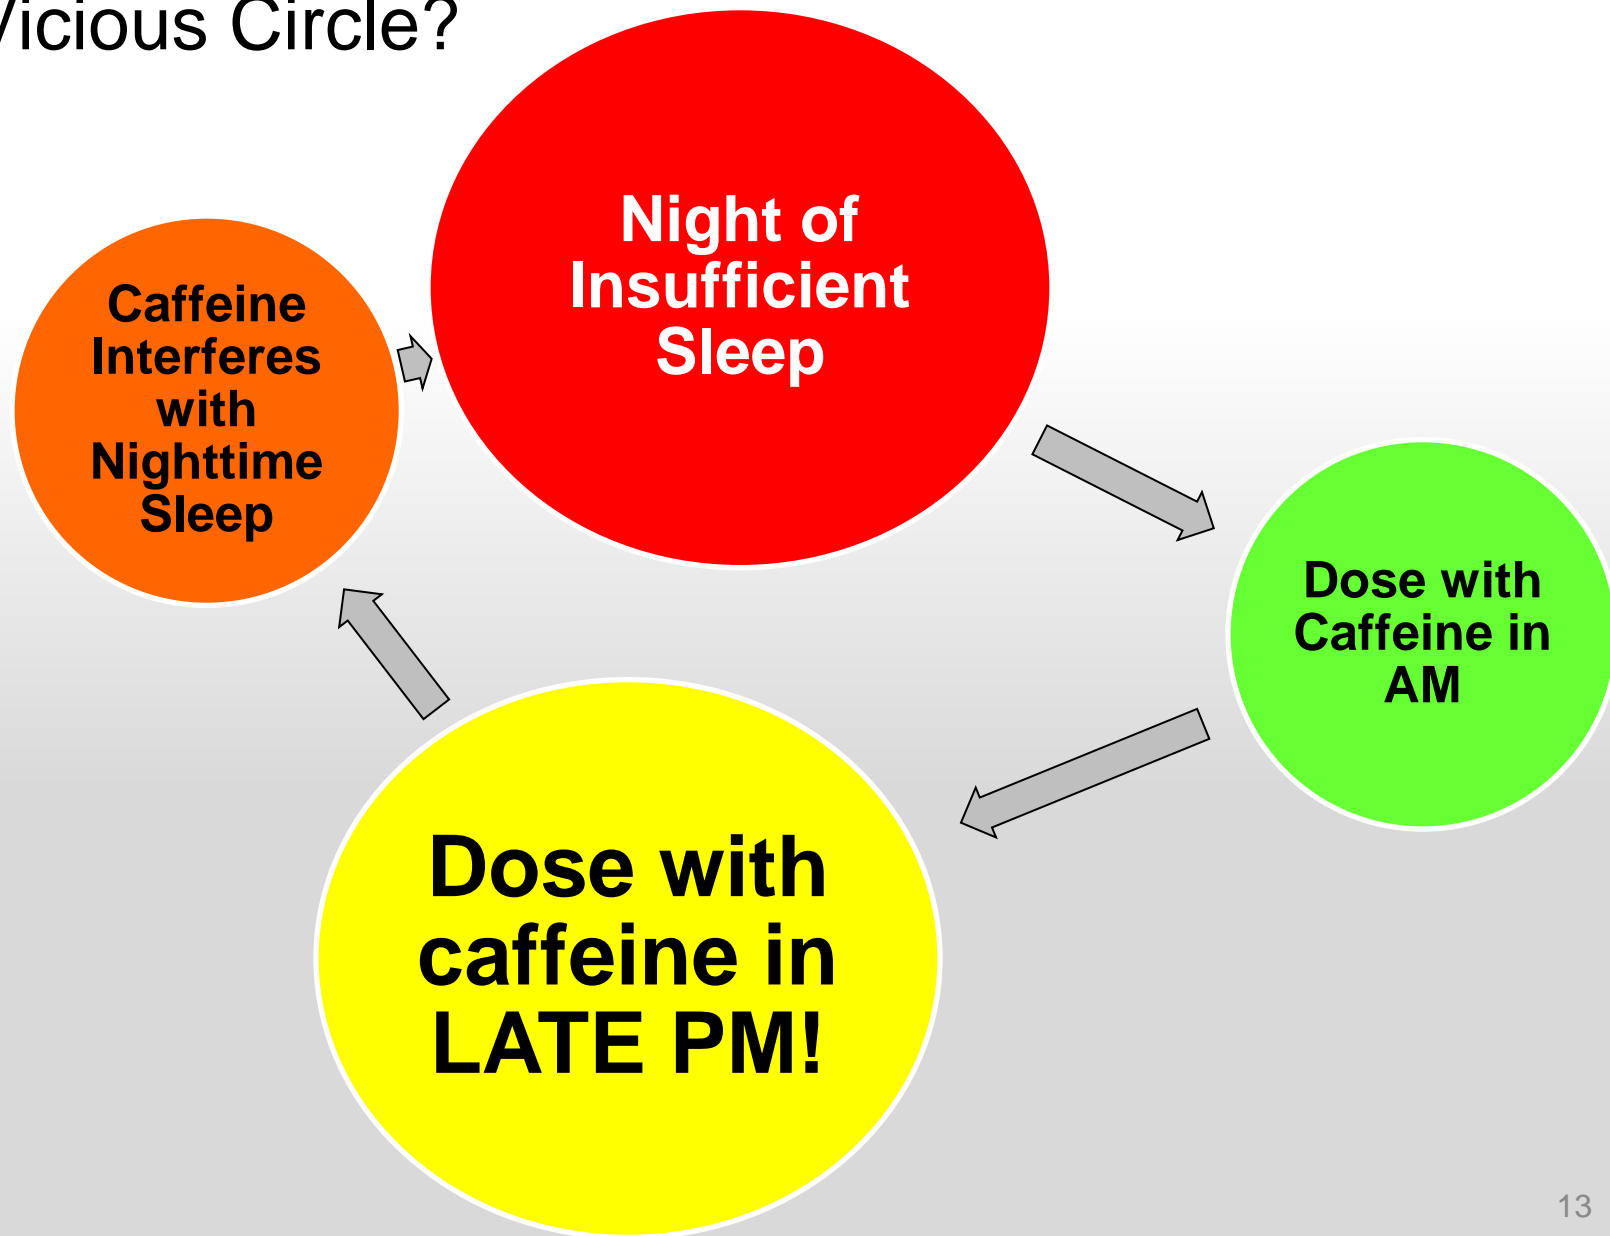 Vicious Circle?
Night of
Insufficient
Sleep
Caffeine
Interferes
with
Nighttime
Sleep
Dose with
Caffeine in
AM
Dose with
caffeine in
LATE PM!
13